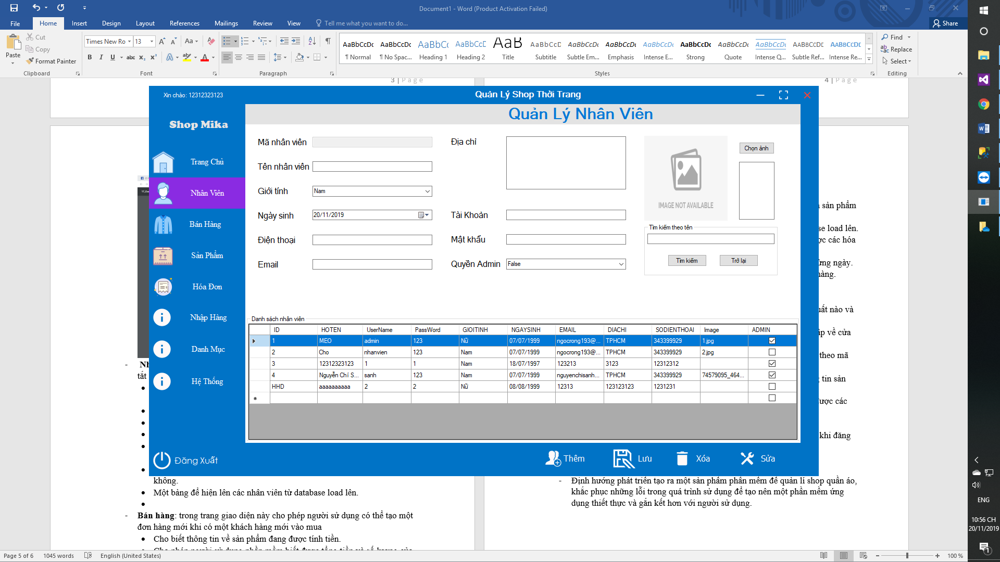 Document1 - Word (Product Activation Failed)
File Home Insert Design Layout References Mailings Review View Tell me what you want to do... Share
Paste
Cut
Copy
Format Painter
Clipboard
Times New Ro 13
Font
Paragraph
AaBbCcDc AaBbCcDc AaBbCc AaBbCcD AaB AaBbCcD AaBbCcDc AaBbCcDc AaBbCcDc AaBbCcDc AaBbCcDc AaBbCcDc AABBCCDE AABBCCDE
¶ Normal ¶ No Spac... Heading 1 Heading 2 Title Subtitle Subtle Em... Emphasis Intense E... Strong Quote Intense Q... Subtle Ref... Intense Re...
Styles
Find
Replace
Select
Editing
3 | Page
4 | Page
Xin chào: 12312323123
Quản Lý Shop Thời Trang
Shop Mika
Trang Chủ
Nhân Viên
Bán Hàng
Sản Phẩm
Hóa Đơn
Nhập Hàng
Danh Mục
Hệ Thống
Đăng Xuất
Quản Lý Nhân Viên
Mã nhân viên
Tên nhân viên
Giới tính Nam
Ngày sinh 20/11/2019
Điện thoại
Email
Địa chỉ
Tài Khoản
Mật khẩu
Quyền Admin False
IMAGE NOT AVAILABLE
Chọn ảnh
Tìm kiếm theo tên
Tìm kiếm Trở lại
Danh sách nhân viên
ID HOTEN UserName PassWord GIOITINH NGAYSINH EMAIL DIACHI SODIENTHOAI Image ADMIN
1 MEO admin 123 Nữ 07/07/1999 ngocrong193@... TPHCM 343399929 1.jpg
2 Cho nhanvien 123 Nam 07/07/1999 ngocrong193@... TPHCM 343399929 2.jpg
3 12312323123 1 1 Nam 18/07/1997 123213 3123 12312312
4 Nguyễn Chí S... sanh 123 Nam 07/07/1999 nguyenchisanh... TPHCM 343399929 74579095_464...
HHD aaaaaaaaaa 2 2 Nữ 08/08/1999 12313 123123123 1231231
Thêm Lưu Xóa Sửa
sản phẩm
load lên.
các hóa
ngày.
hàng.
nào và
về cửa
theo mã
tin sản
được các
khi đăng
tắt
không.
• Một bảng để hiện lên các nhân viên từ database load lên.
•
- Bán hàng: trong trang giao diện này cho phép người sử dụng có thể tạo một
đơn hàng mới khi có một khách hàng mới vào mua
• Cho biết thông tin về sản phẩm đang được tính tiền.
- Định hướng phát triển tạo ra một sản phẩm phần mềm để quản lí shop quần áo,
khắc phục những lỗi trong quá trình sử dụng để tạo nên một phần mềm ứng
dụng thiết thực và gắn kết hơn với người sử dụng.
Page 5 of 6 1045 words English (United States)
100 %
ENG
10:56 CH
20/11/2019
1